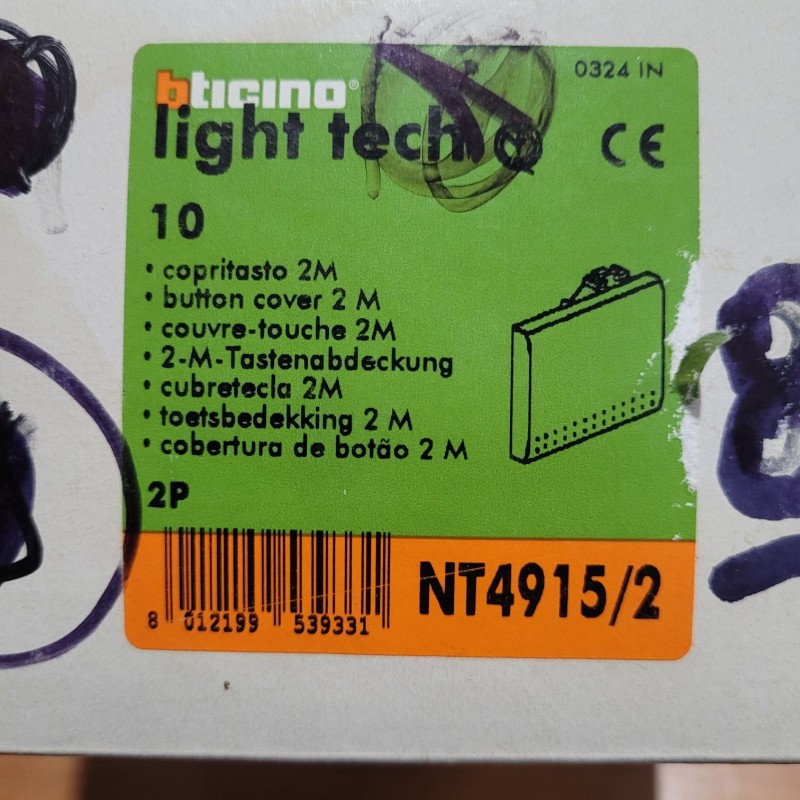 bticino®
0324 IN
light tech
CE
10
• copritasto 2M
• button cover 2 M
• couvre-touche 2M
• 2-M-Tastenabdeckung
• cubretecla 2M
• toetsbedekking 2 M
• cobertura de botão 2 M
2P
8 012199 539331
NT4915/2